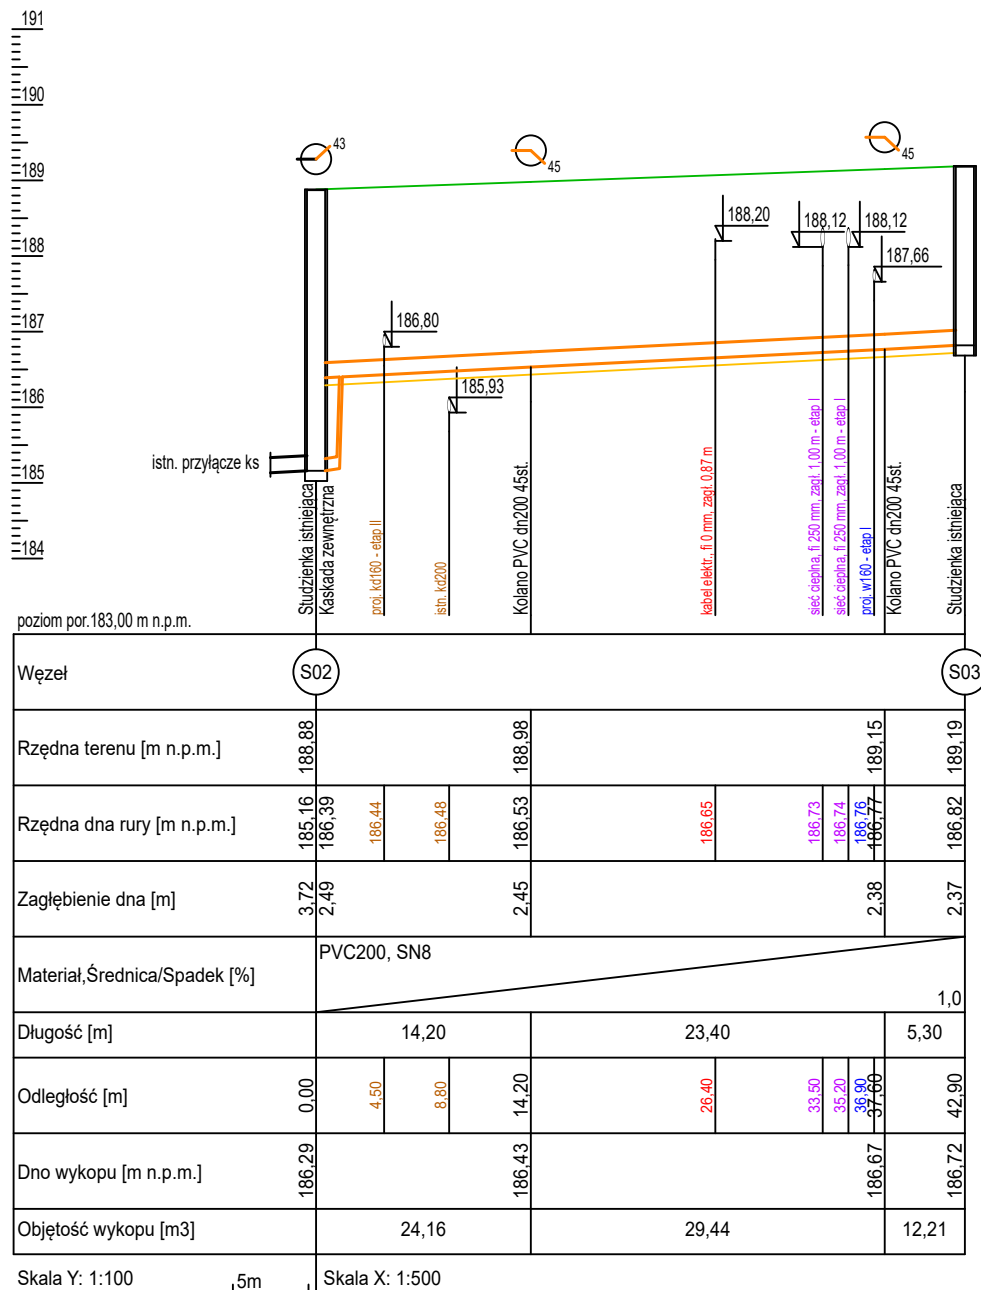 191
190
189
188
187
186
185
184
43
45
45
188,20
188,12
188,12
187,66
186,80
185,93
istn. przyłącze ks
Studzienka istniejąca
Kaskada zewnętrzna
proj. kd160 - etap II
istn. kd200
Kolano PVC dn200 45st.
kabel elektr., fi 0 mm, zagł. 0,87 m
sieć cieplna, fi 250 mm, zagł. 1,00 m - etap I
sieć cieplna, fi 250 mm, zagł. 1,00 m - etap I
proj. w160 - etap I
Kolano PVC dn200 45st.
Studzienka istniejąca
poziom por.183,00 m n.p.m.
Węzeł S02 S03
Rzędna terenu [m n.p.m.] 188,88 188,98 189,15 189,19
Rzędna dna rury [m n.p.m.] 185,16 186,39 186,44 186,48 186,53 186,65 186,73 186,74 186,76 186,77 186,82
Zagłębienie dna [m] 3,72 2,49 2,45 2,38 2,37
Materiał,Średnica/Spadek [%] PVC200, SN8 1,0
Długość [m] 14,20 23,40 5,30
Odległość [m] 0,00 4,50 8,80 14,20 26,40 33,50 35,20 36,90 37,60 42,90
Dno wykopu [m n.p.m.] 186,29 186,43 186,67 186,72
Objętość wykopu [m3] 24,16 29,44 12,21
Skala Y: 1:100 5m Skala X: 1:500